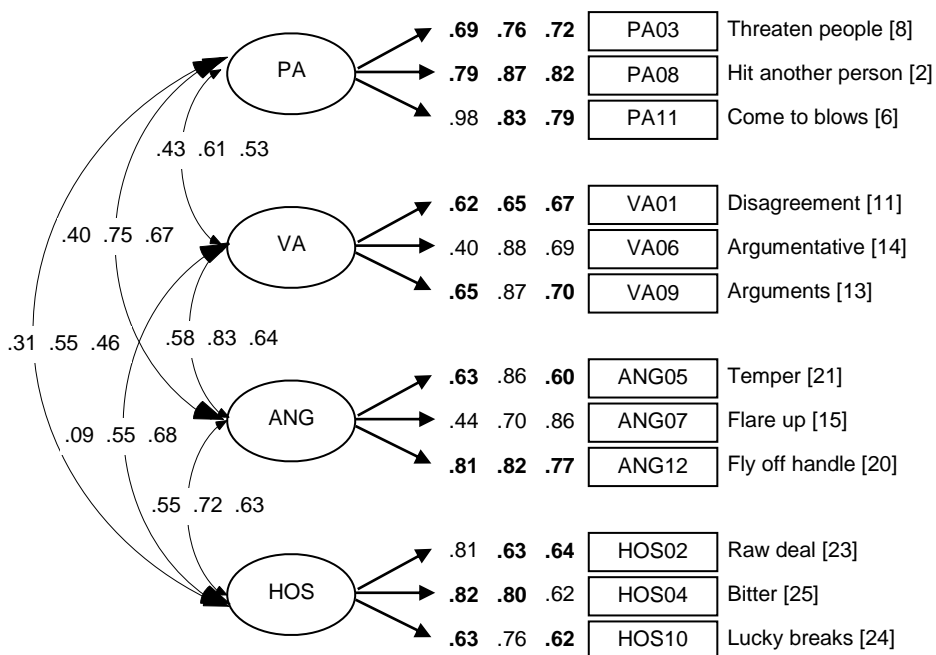 .69 .76 .72 PA03 Threaten people [8]
PA
.79 .87 .82 PA08 Hit another person [2]
.98 .83 .79 PA11 Come to blows [6]
.43 .61 .53
.62 .65 .67 VA01 Disagreement [11]
.40 .75 .67 VA .40 .88 .69 VA06 Argumentative [14]
.65 .87 .70 VA09 Arguments [13]
.31 .55 .46 .58 .83 .64
.63 .86 .60 ANG05 Temper [21]
ANG .44 .70 .86 ANG07 Flare up [15]
.09 .55 .68
.81 .82 .77 ANG12 Fly off handle [20]
.55 .72 .63
.81 .63 .64 HOS02 Raw deal [23]
HOS .82 .80 .62 HOS04 Bitter [25]
.63 .76 .62 HOS10 Lucky breaks [24]